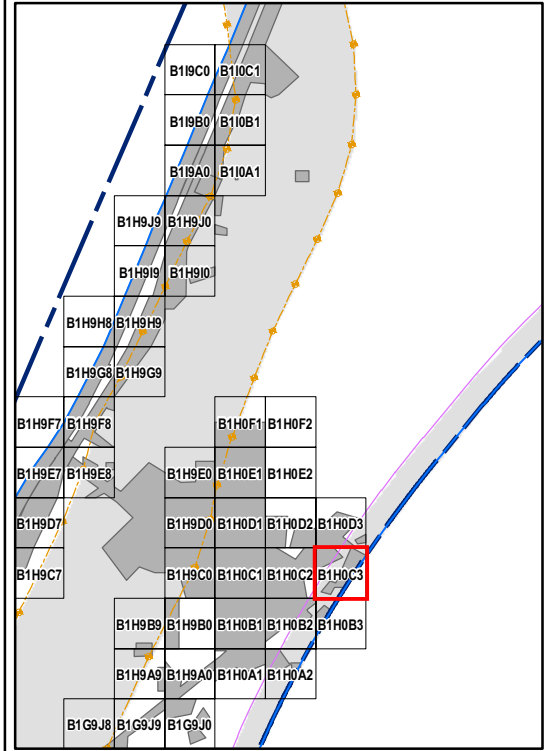 B1I9C0 B1I0C1
B1I9B0 B1I0B1
B1I9A0 B1I0A1
B1H9J9 B1H9J0
B1H9I9 B1H9I0
B1H9H8 B1H9H9
B1H9G8 B1H9G9
B1H9F7 B1H9F8 B1H0F1 B1H0F2
B1H9E7 B1H9E8 B1H9E0 B1H0E1 B1H0E2
B1H9D7 B1H9D0 B1H0D1 B1H0D2 B1H0D3
B1H9C7 B1H9C0 B1H0C1 B1H0C2 B1H0C3
B1H9B9 B1H9B0 B1H0B1 B1H0B2 B1H0B3
B1H9A9 B1H9A0 B1H0A1 B1H0A2
B1G9J8 B1G9J9 B1G9J0